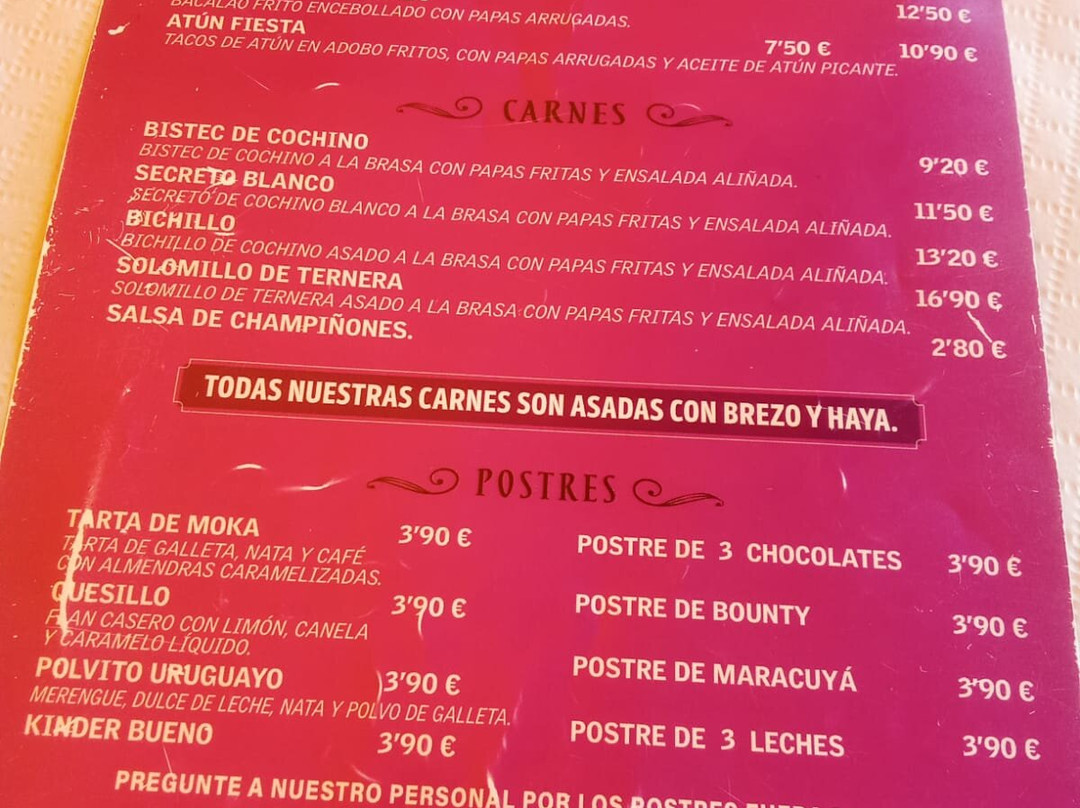 BACALAO FRITO ENCEBOLLADO CON PAPAS ARRUGADAS. 12'50 €
ATÚN FIESTA 7'50 € 10'90 €
TACOS DE ATÚN EN ADOBO FRITOS, CON PAPAS ARRUGADAS Y ACEITE DE ATÚN PICANTE.
CARNES
BISTEC DE COCHINO 9'20 €
BISTEC DE COCHINO A LA BRASA CON PAPAS FRITAS Y ENSALADA ALIÑADA.
SECRETO BLANCO 11'50 €
SECRETO DE COCHINO BLANCO A LA BRASA CON PAPAS FRITAS Y ENSALADA ALIÑADA.
BICHILLO 13'20 €
BICHILLO DE COCHINO ASADO A LA BRASA CON PAPAS FRITAS Y ENSALADA ALIÑADA.
SOLOMILLO DE TERNERA 16'90 €
SOLOMILLO DE TERNERA ASADO A LA BRASA CON PAPAS FRITAS Y ENSALADA ALIÑADA.
SALSA DE CHAMPIÑONES. 2'80 €
TODAS NUESTRAS CARNES SON ASADAS CON BREZO Y HAYA.
POSTRES
TARTA DE MOKA 3'90 €
TARTA DE GALLETA, NATA Y CAFÉ
CON ALMENDRAS CARAMELIZADAS.
QUESILLO 3'90 €
FLAN CASERO CON LIMÓN, CANELA
Y CARAMELO LÍQUIDO.
POLVITO URUGUAYO 3'90 €
MERENGUE, DULCE DE LECHE, NATA Y POLVO DE GALLETA.
KINDER BUENO 3'90 €
POSTRE DE 3 CHOCOLATES 3'90 €
POSTRE DE BOUNTY 3'90 €
POSTRE DE MARACUYÁ 3'90 €
POSTRE DE 3 LECHES 3'90 €
PREGUNTE A NUESTRO PERSONAL POR LOS POSTRES